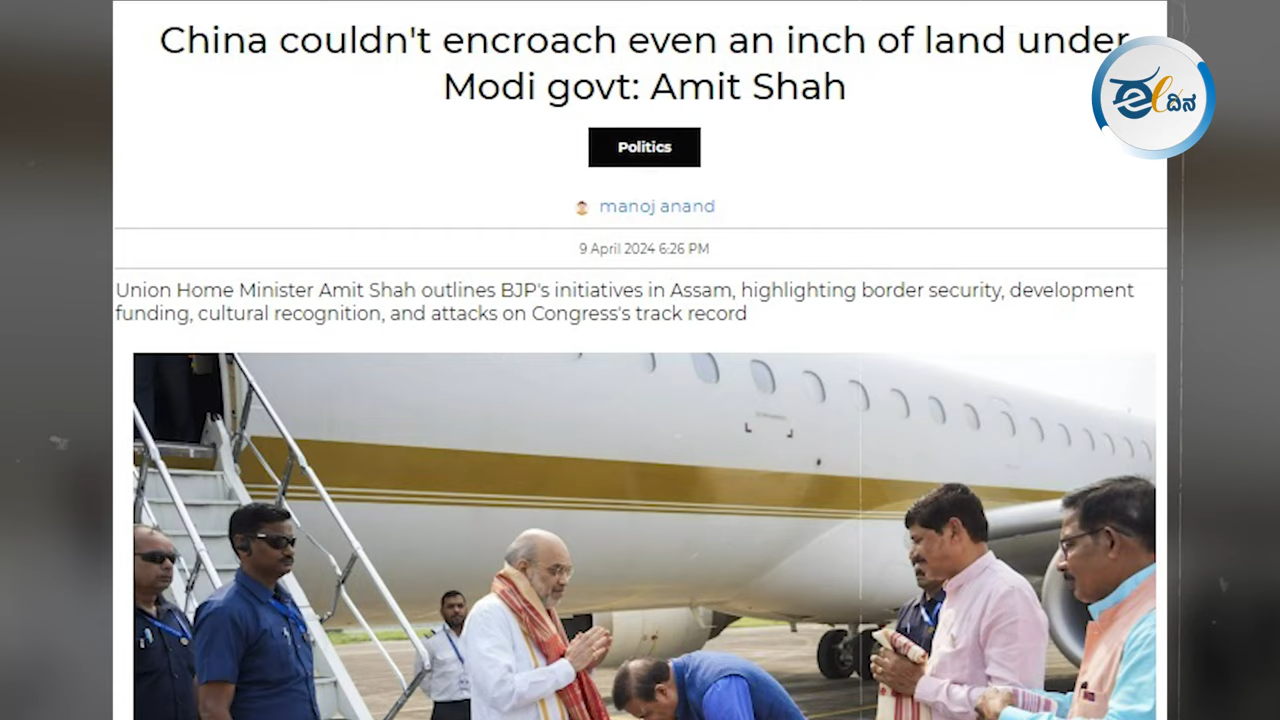 China couldn't encroach even an inch of land under
Modi govt: Amit Shah
ಈದಿನ
Politics
manoj anand
9 April 2024 6:26 PM
Union Home Minister Amit Shah outlines BJP's initiatives in Assam, highlighting border security, development
funding, cultural recognition, and attacks on Congress's track record